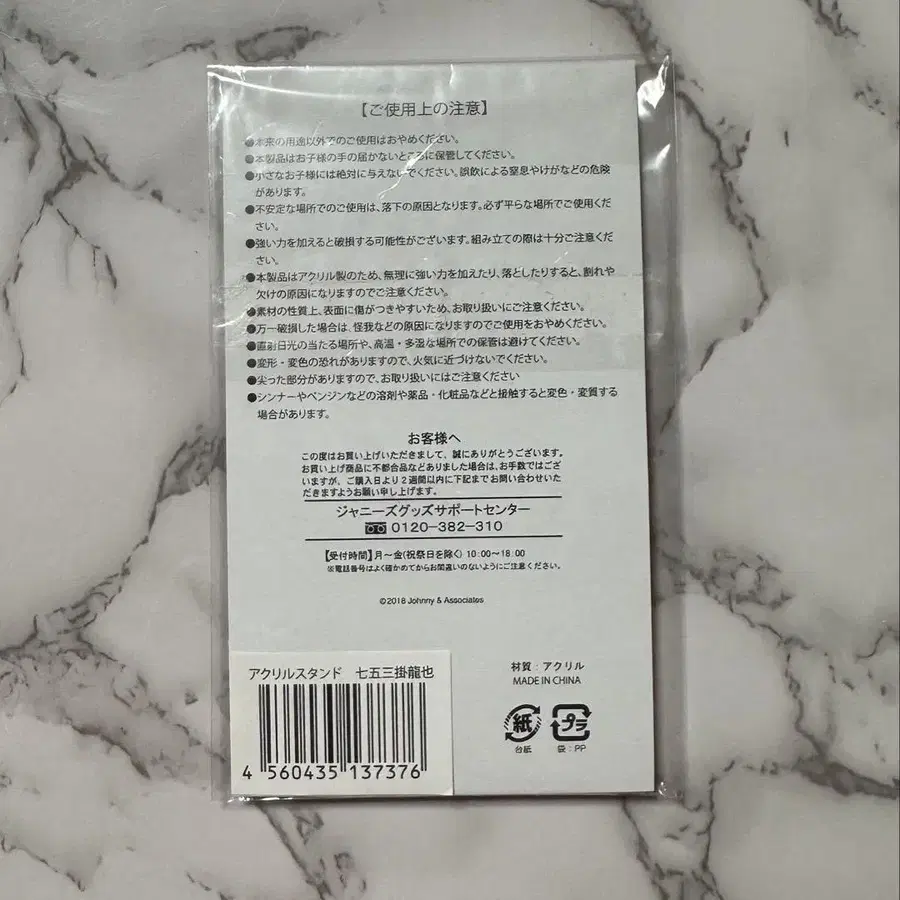 【ご使用上の注意】
●本来の用途以外でのご使用はおやめください。
●本製品はお子様の手の届かないところに保管してください。
●小さなお子様には絶対に与えないでください。誤飲による窒息やけがなどの危険
があります。
●不安定な場所でのご使用は、落下の原因となります。必ず平らな場所でご使用くだ
さい。
●強い力を加えると破損する可能性がございます。組み立ての際は十分ご注意くだ
さい。
●本製品はアクリル製のため、無理に強い力を加えたり、落としたりすると、割れや
欠けの原因になりますのでご注意ください。
●素材の性質上、表面に傷がつきやすいため、お取り扱いにご注意ください。
●万一破損した場合は、怪我などの原因になりますのでご使用をおやめください。
●直射日光の当たる場所や、高温・多湿な場所での保管は避けてください。
●変形・変色の恐れがありますので、火気に近づけないでください。
●尖った部分がありますので、お取り扱いにはご注意ください
●シンナーやベンジンなどの溶剤や薬品・化粧品などと接触すると変色・変質する
場合があります。
お客様へ
この度はお買い上げいただきまして、誠にありがとうございます。
お買い上げ商品に不都合品などありました場合は、お手数ではござ
いますが、ご購入日より2週間以内に下記までお問い合わせいた
だきますようお願い申し上げます。
ジャニーズグッズサポートセンター
0120-382-310
【受付時間】月〜金(祝祭日を除く) 10:00〜18:00
※電話番号はよく確かめてからお間違いのないようにご注意ください。
©2018 Johnny & Associates
アクリルスタンド 七五三掛龍也
4 560435 137376
材質:アクリル
MADE IN CHINA
紙 プラ
台紙 袋:PP